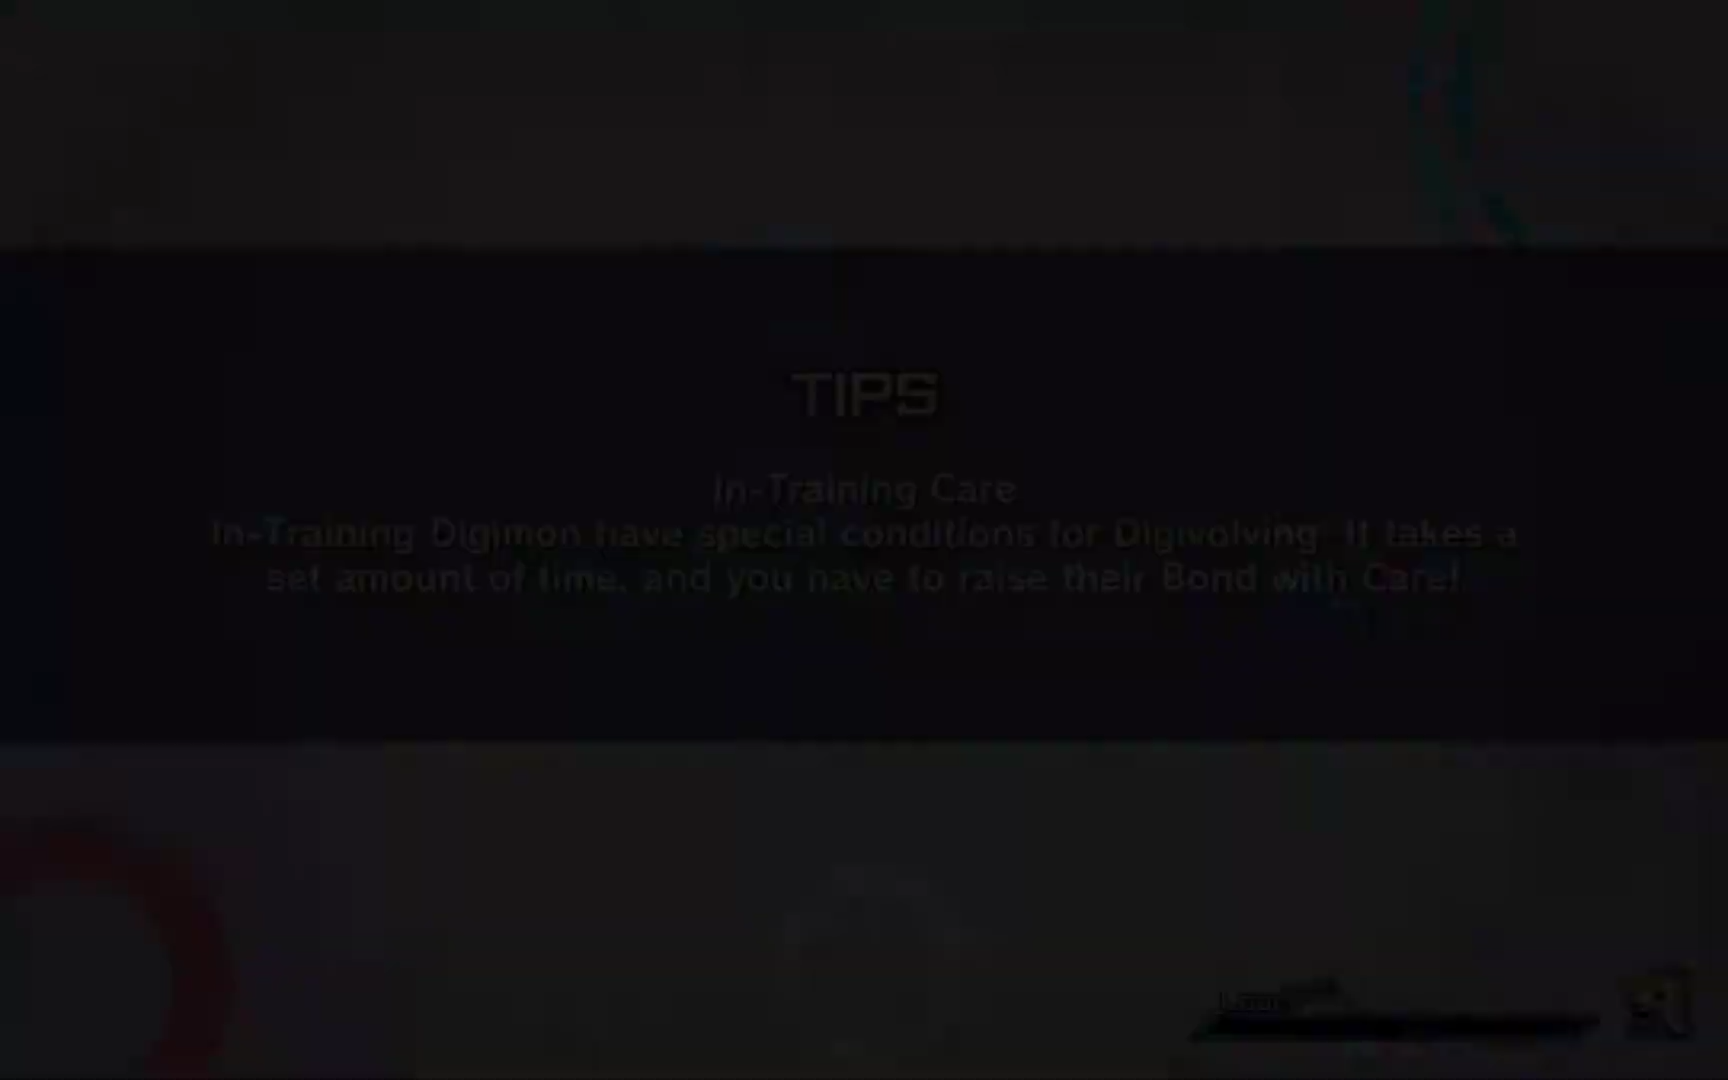 TIPS
In-Training Care
In-Training Digimon have special conditions for Digivolving. It takes a
set amount of time, and you have to raise their Bond with Care!